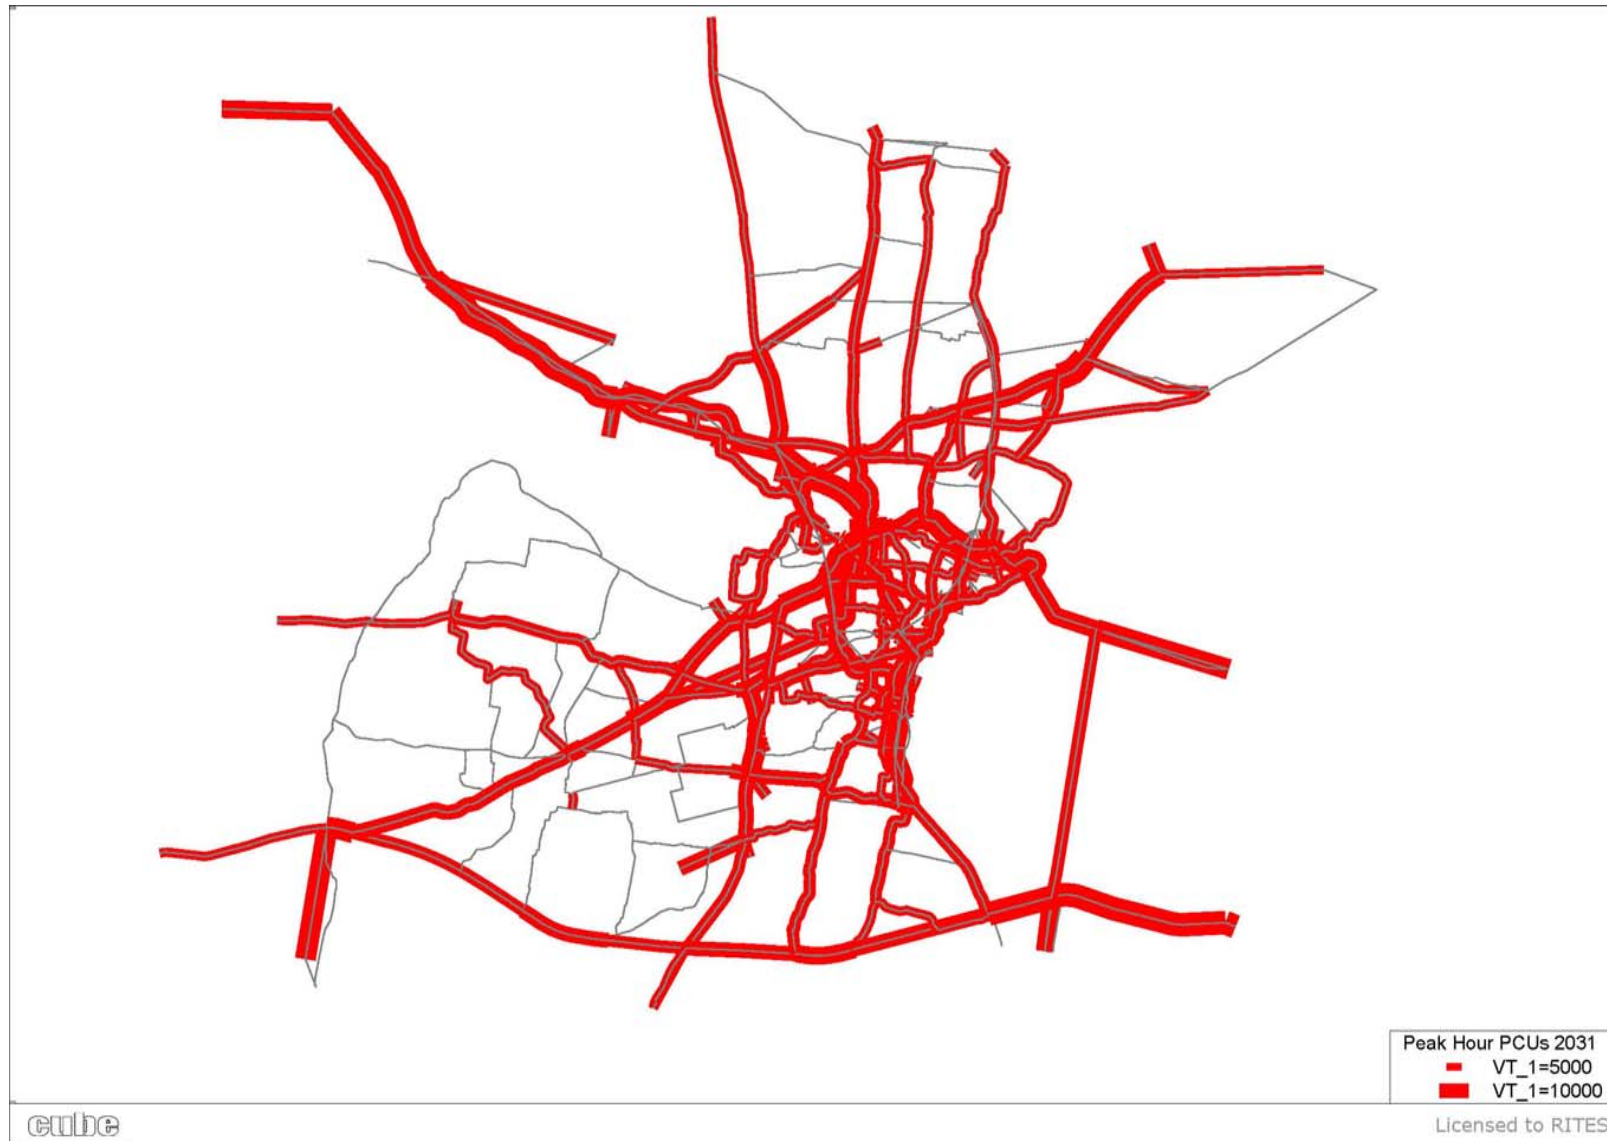 Peak Hour PCUs 2031
VT_1=5000
VT_1=10000
cube
Licensed to RITES